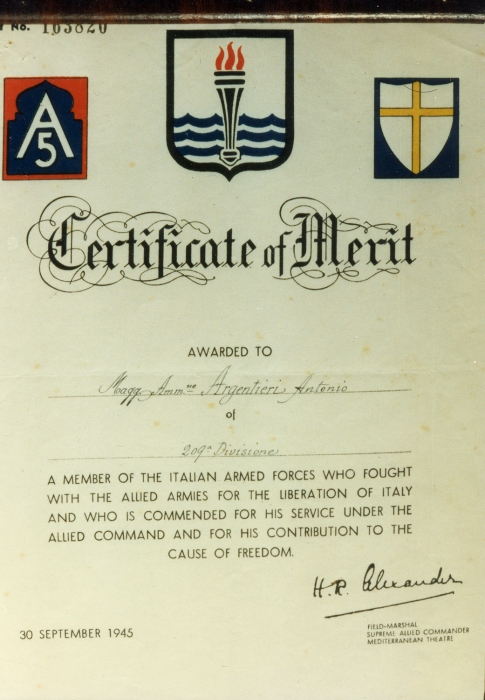 No. 163820
A
5
Certificate of Merit
AWARDED TO
Magg. Amm.ne Argentieri Antonio
of
209a Divisione
A MEMBER OF THE ITALIAN ARMED FORCES WHO FOUGHT
WITH THE ALLIED ARMIES FOR THE LIBERATION OF ITALY
AND WHO IS COMMENDED FOR HIS SERVICE UNDER THE
ALLIED COMMAND AND FOR HIS CONTRIBUTION TO THE
CAUSE OF FREEDOM.
H. R. Alexander
30 SEPTEMBER 1945
FIELD-MARSHAL
SUPREME ALLIED COMMANDER
MEDITERRANEAN THEATRE